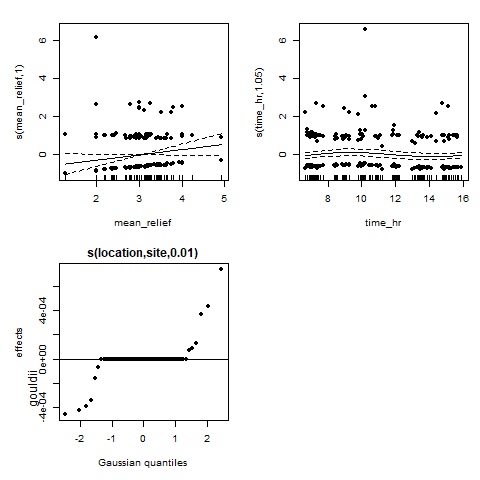 s(mean_relief,1)
6
4
2
0
2
3
4
5
mean_relief
s(time_hr,1.05)
6
4
2
0
8
10
12
14
16
time_hr
s(location,site,0.01)
effects
gouldii
4e-04
0e+00
-4e-04
-2
-1
0
1
2
Gaussian quantiles